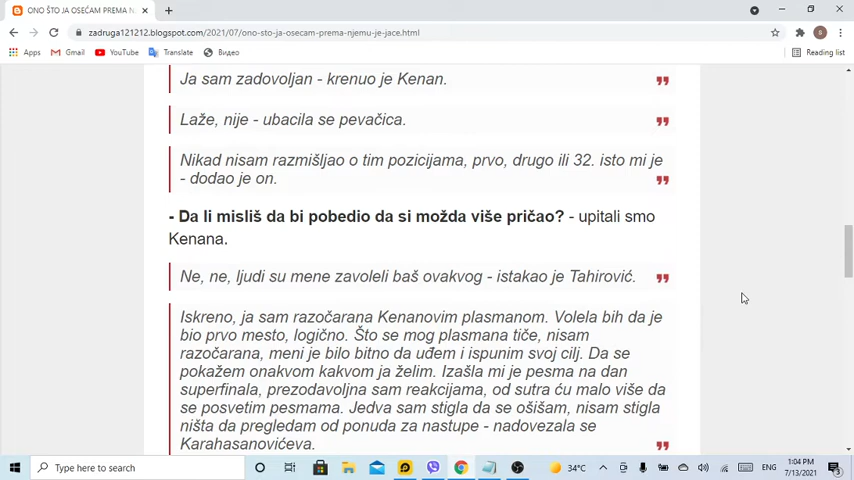 ONO ŠTO JA OSEĆAM PREMA N
zadruga121212.blogspot.com/2021/07/ono-sto-ja-osecam-prema-njemu-je-jace.html
Apps Gmail YouTube Translate Видео Reading list
Ja sam zadovoljan - krenuo je Kenan.
Laže, nije - ubacila se pevačica.
Nikad nisam razmišljao o tim pozicijama, prvo, drugo ili 32. isto mi je
- dodao je on.
- Da li misliš da bi pobedio da si možda više pričao? - upitali smo
Kenana.
Ne, ne, ljudi su mene zavoleli baš ovakvog - istakao je Tahirović.
Iskreno, ja sam razočarana Kenanovim plasmanom. Volela bih da je
bio prvo mesto, logično. Što se mog plasmana tiče, nisam
razočarana, meni je bilo bitno da uđem i ispunim svoj cilj. Da se
pokažem onakvom kakvom ja želim. Izašla mi je pesma na dan
superfinala, prezadovoljna sam reakcijama, od sutra ću malo više da
se posvetim pesmama. Jedva sam stigla da se ošišam, nisam stigla
ništa da pregledam od ponuda za nastupe - nadovezala se
Karahasanovićeva.
Type here to search
34°C
ENG
1:04 PM
7/13/2021
3